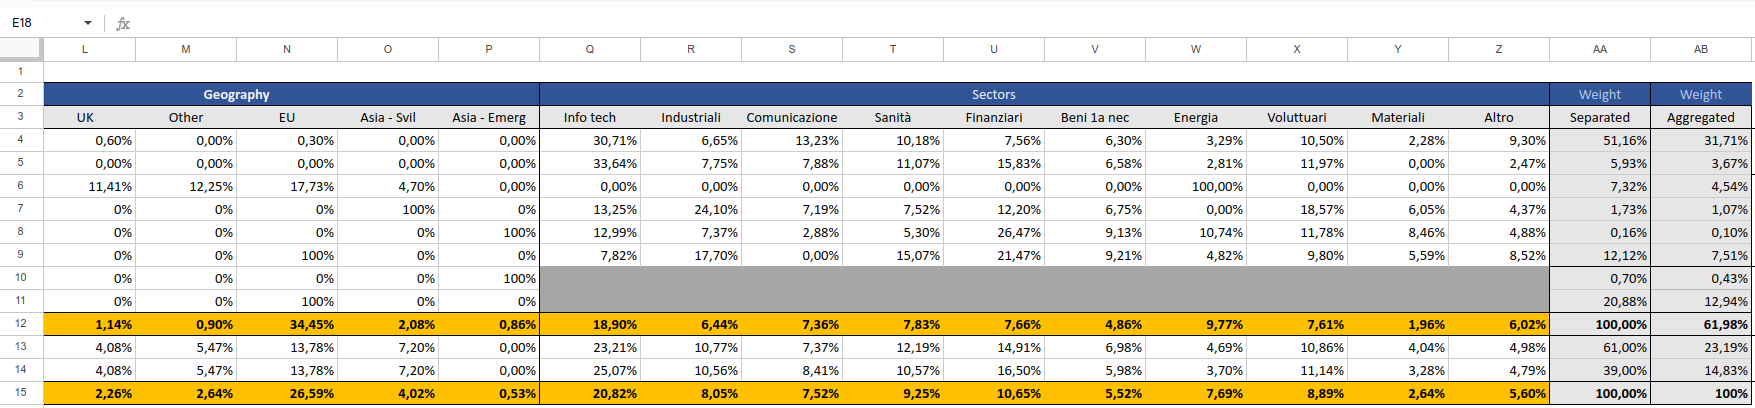 E18 fx
L M N O P Q R S T U V W X Y Z AA AB
1
2 Geography Sectors Weight Weight
3 UK Other EU Asia - Svil Asia - Emerg Info tech Industriali Comunicazione Sanità Finanziari Beni 1a nec Energia Voluttuari Materiali Altro Separated Aggregated
4 0,60% 0,00% 0,30% 0,00% 0,00% 30,71% 6,65% 13,23% 10,18% 7,56% 6,30% 3,29% 10,50% 2,28% 9,30% 51,16% 31,71%
5 0,00% 0,00% 0,00% 0,00% 0,00% 33,64% 7,75% 7,88% 11,07% 15,83% 6,58% 2,81% 11,97% 0,00% 2,47% 5,93% 3,67%
6 11,41% 12,25% 17,73% 4,70% 0,00% 0,00% 0,00% 0,00% 0,00% 0,00% 0,00% 100,00% 0,00% 0,00% 0,00% 7,32% 4,54%
7 0% 0% 0% 100% 0% 13,25% 24,10% 7,19% 7,52% 12,20% 6,75% 0,00% 18,57% 6,05% 4,37% 1,73% 1,07%
8 0% 0% 0% 0% 100% 12,99% 7,37% 2,88% 5,30% 26,47% 9,13% 10,74% 11,78% 8,46% 4,88% 0,16% 0,10%
9 0% 0% 100% 0% 0% 7,82% 17,70% 0,00% 15,07% 21,47% 9,21% 4,82% 9,80% 5,59% 8,52% 12,12% 7,51%
10 0% 0% 0% 0% 100% 0,70% 0,43%
11 0% 0% 100% 0% 0% 20,88% 12,94%
12 1,14% 0,90% 34,45% 2,08% 0,86% 18,90% 6,44% 7,36% 7,83% 7,66% 4,86% 9,77% 7,61% 1,96% 6,02% 100,00% 61,98%
13 4,08% 5,47% 13,78% 7,20% 0,00% 23,21% 10,77% 7,37% 12,19% 14,91% 6,98% 4,69% 10,86% 4,04% 4,98% 61,00% 23,19%
14 4,08% 5,47% 13,78% 7,20% 0,00% 25,07% 10,56% 8,41% 10,57% 16,50% 5,98% 3,70% 11,14% 3,28% 4,79% 39,00% 14,83%
15 2,26% 2,64% 26,59% 4,02% 0,53% 20,82% 8,05% 7,52% 9,25% 10,65% 5,52% 7,69% 8,89% 2,64% 5,60% 100,00% 100%